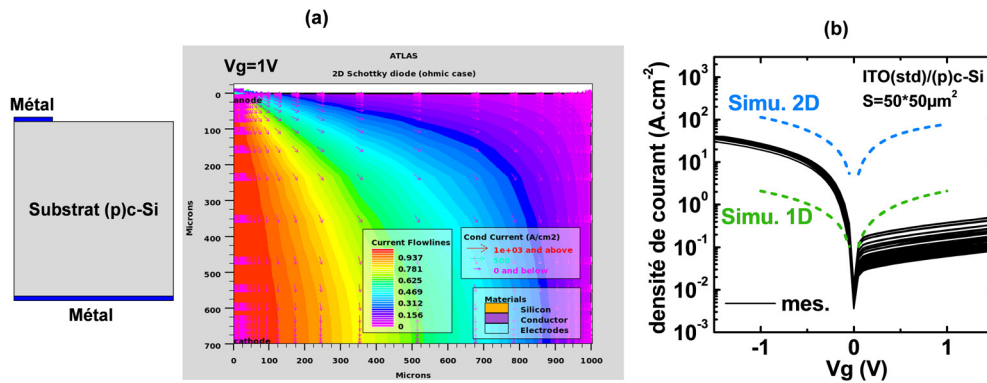 (a)
Métal
Substrat (p)c-Si
Métal
Vg=1V
ATLAS
2D Schottky diode (ohmic case)
anode
cathode
Microns
0
100
200
300
400
500
600
700
0 100 200 300 400 500 600 700 800 900 1000
Microns
Current Flowlines
0.937
0.781
0.625
0.469
0.312
0.156
0
Cond Current (A/cm2)
1e+03 and above
0 and below
Materials
Silicon
Conductor
Electrodes
(b)
densité de courant (A.cm-2)
10³
10²
10¹
10⁰
10⁻¹
10⁻²
10⁻³
ITO(std)/(p)c-Si
S=50*50µm²
Simu. 2D
Simu. 1D
mes.
-1 0 1
Vg (V)